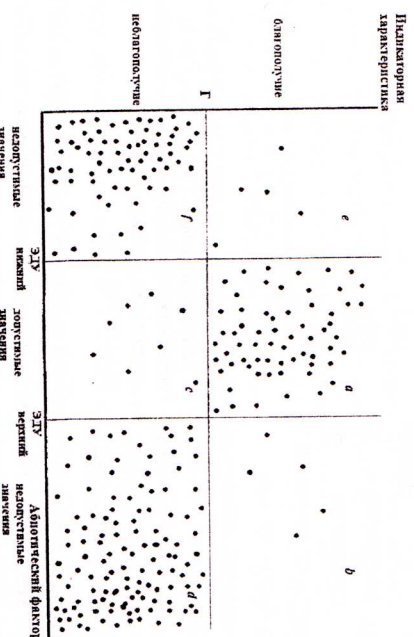 Индикаторная
характеристика
благополучие
Г
неблагополучие
e
a
b
f
c
d
ЭДУ
нижний
ЭДУ
верхний
Абиотический фактор
недопустимые
значения
допустимые
значения
недопустимые
значения